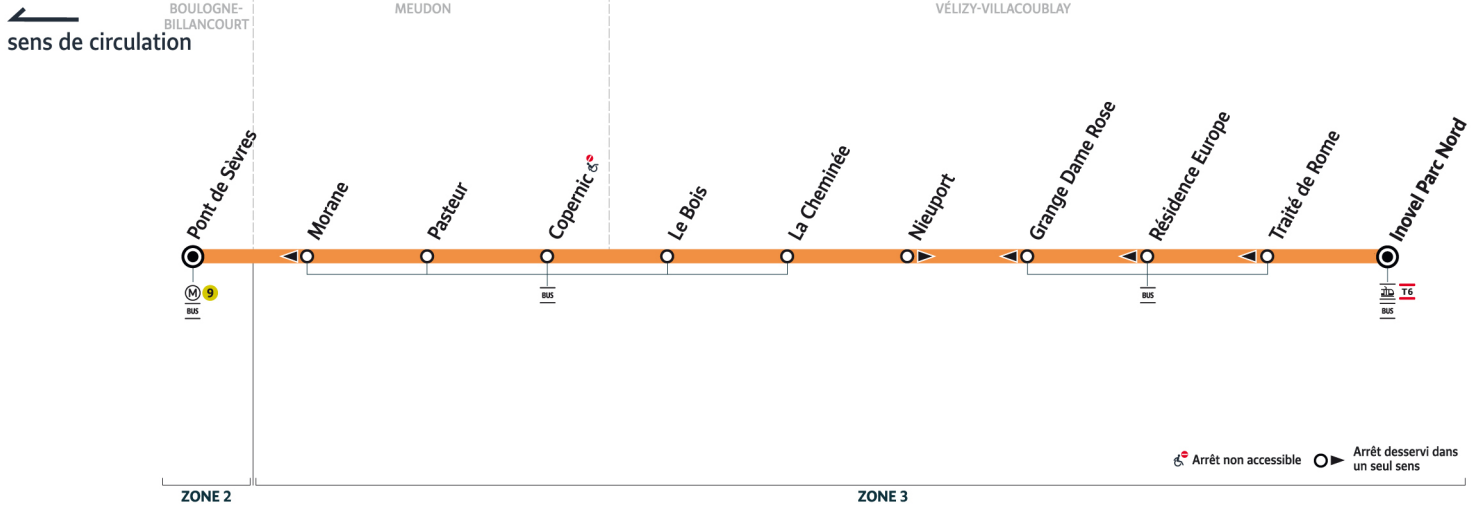 BOULOGNE-
BILLANCOURT
MEUDON
VÉLIZY-VILLACOUBLAY
sens de circulation
Pont de Sèvres
Morane
Pasteur
Copernic
Le Bois
La Cheminée
Nieuport
Grange Dame Rose
Résidence Europe
Traité de Rome
Inovel Parc Nord
M 9
BUS
BUS
BUS
T6
BUS
Arrêt non accessible
Arrêt desservi dans
un seul sens
ZONE 2
ZONE 3